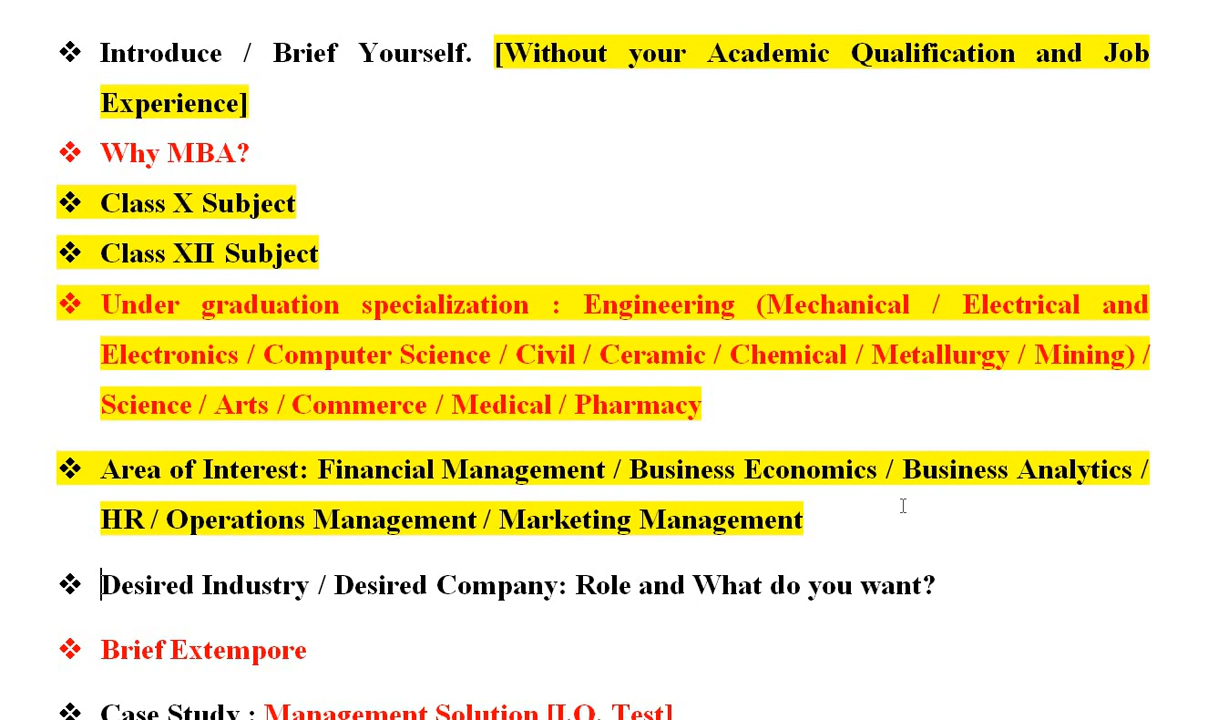 ❖ Introduce / Brief Yourself. [Without your Academic Qualification and Job
Experience]
❖ Why MBA?
❖ Class X Subject
❖ Class XII Subject
❖ Under graduation specialization : Engineering (Mechanical / Electrical and
Electronics / Computer Science / Civil / Ceramic / Chemical / Metallurgy / Mining) /
Science / Arts / Commerce / Medical / Pharmacy
❖ Area of Interest: Financial Management / Business Economics / Business Analytics /
HR / Operations Management / Marketing Management
❖ Desired Industry / Desired Company: Role and What do you want?
❖ Brief Extempore
❖ Case Study : Management Solution [I.Q. Test]